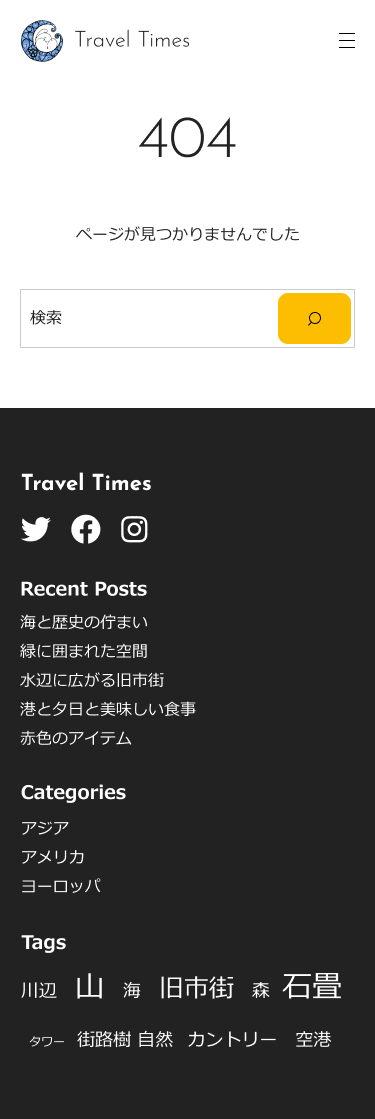 Travel Times
404
ページが見つかりませんでした
検索
Travel Times
Recent Posts
海と歴史の佇まい
緑に囲まれた空間
水辺に広がる旧市街
港と夕日と美味しい食事
赤色のアイテム
Categories
アジア
アメリカ
ヨーロッパ
Tags
川辺 山 海 旧市街 森 石畳
タワー 街路樹 自然 カントリー 空港